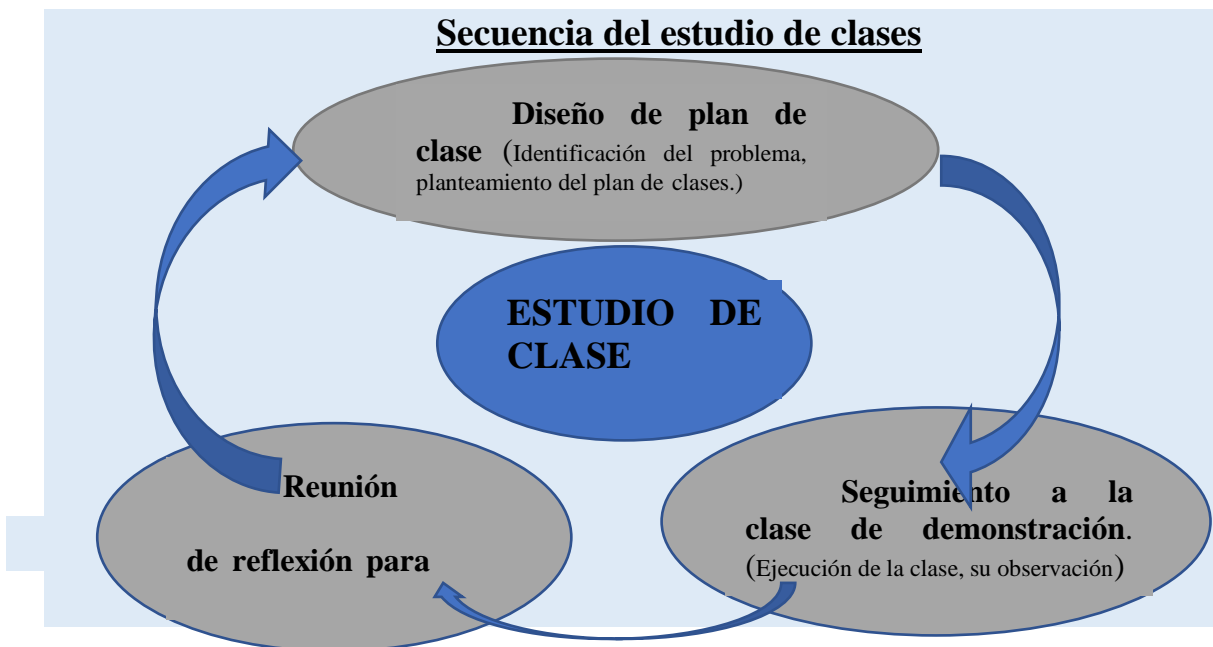 Secuencia del estudio de clases
Diseño de plan de
clase (Identificación del problema,
planteamiento del plan de clases.)
ESTUDIO DE
CLASE
Reunión
de reflexión para
Seguimiento a la
clase de demonstración.
(Ejecución de la clase, su observación)